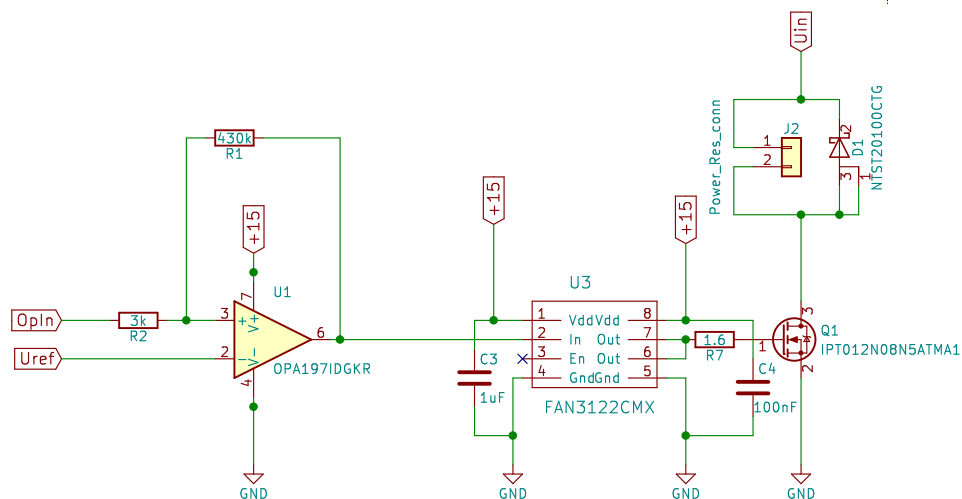 Uin
430k
R1
Power_Res_conn
J2
1
2
2
D1
3
1
NTST20100CTG
+15
+15
+15
7
U1
OpIn
3k
R2
3
+
V+
6
Uref
2
-
V-
4
OPA197IDGKR
GND
U3
1
VddVdd
8
2
In
Out
7
3
En
Out
6
4
GndGnd
5
FAN3122CMX
C3
1uF
GND
1.6
R7
C4
100nF
GND
3
1
2
Q1
IPT012N08N5ATMA1
GND